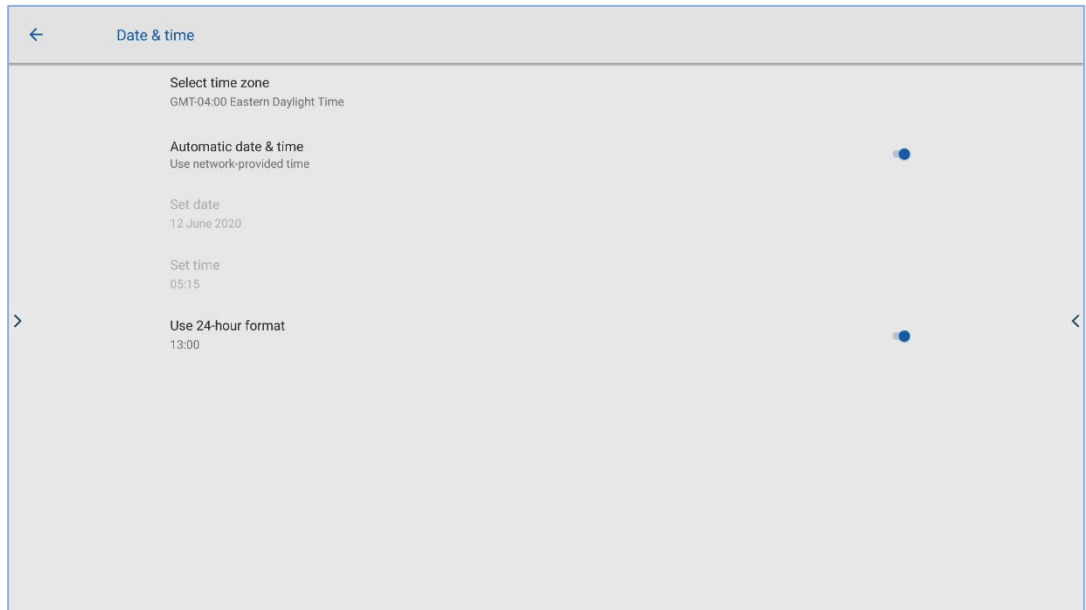 Date & time
Select time zone
GMT-04:00 Eastern Daylight Time
Automatic date & time
Use network-provided time
Set date
12 June 2020
Set time
05:15
Use 24-hour format
13:00